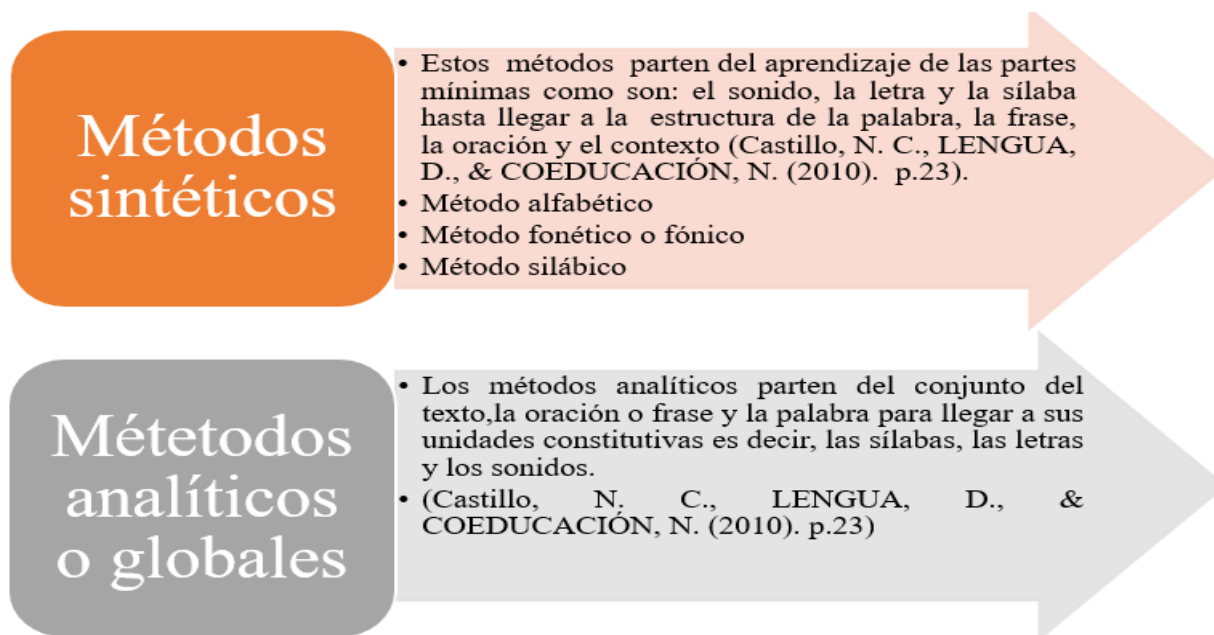 Métodos
sintéticos
• Estos métodos parten del aprendizaje de las partes
mínimas como son: el sonido, la letra y la sílaba
hasta llegar a la estructura de la palabra, la frase,
la oración y el contexto (Castillo, N. C., LENGUA,
D., & COEDUCACIÓN, N. (2010). p.23).
• Método alfabético
• Método fonético o fónico
• Método silábico
Métetodos
analíticos
o globales
• Los métodos analíticos parten del conjunto del
texto,la oración o frase y la palabra para llegar a sus
unidades constitutivas es decir, las sílabas, las letras
y los sonidos.
• (Castillo, N. C., LENGUA, D., &
COEDUCACIÓN, N. (2010). p.23)